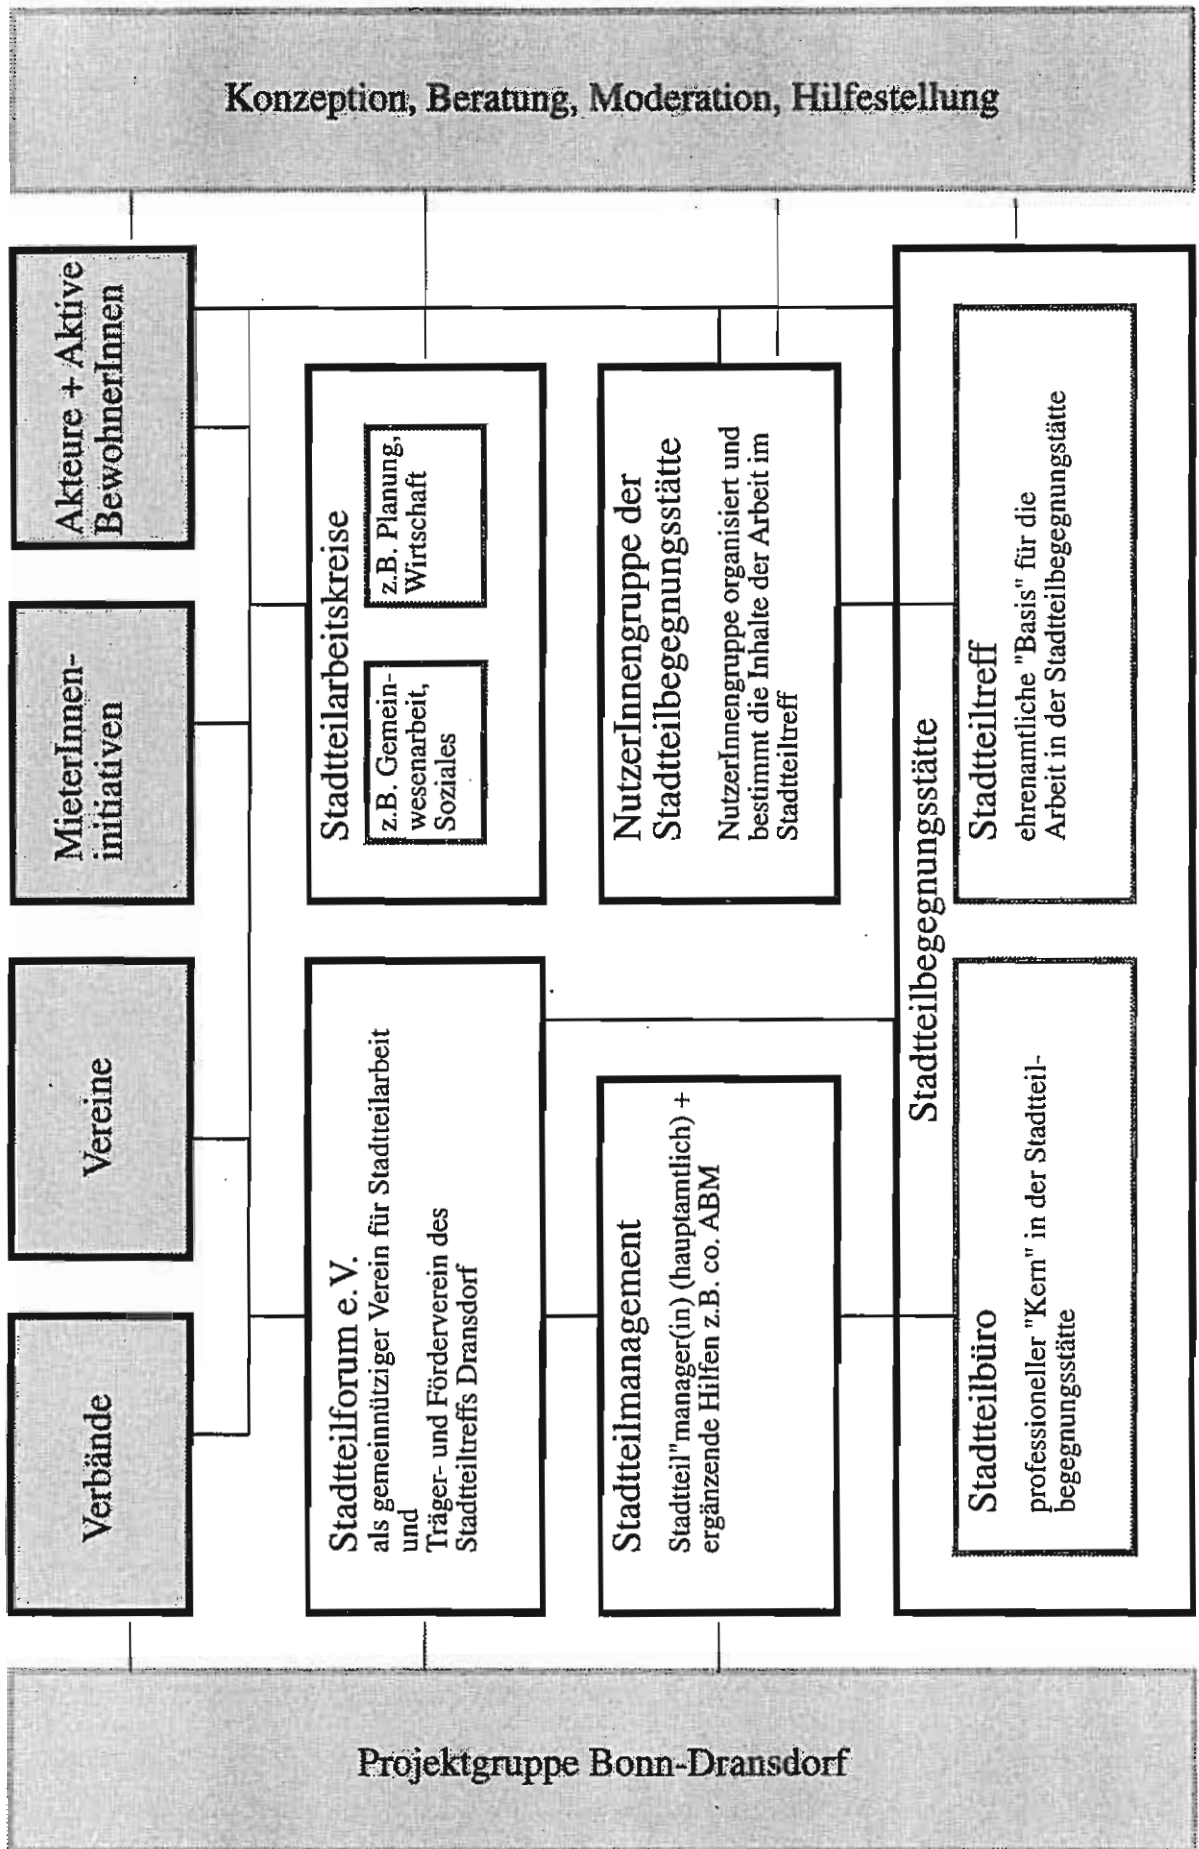 Konzeption, Beratung, Moderation, Hilfestellung
Verbände
Vereine
MieterInnen-
initiativen
Akteure + Aktive
BewohnerInnen
Stadtteilforum e.V.
als gemeinnütziger Verein für Stadtteilarbeit
und
Träger- und Förderverein des
Stadtteiltreffs Dransdorf
Stadtteilarbeitskreise
z.B. Gemein-
wesenarbeit,
Soziales
z.B. Planung,
Wirtschaft
Stadtteilmanagement
Stadtteil"manager(in) (hauptamtlich) +
ergänzende Hilfen z.B. co. ABM
NutzerInnengruppe der
Stadtteilbegegnungsstätte
NutzerInnengruppe organisiert und
bestimmt die Inhalte der Arbeit im
Stadtteiltreff
Stadtteilbegegnungsstätte
Stadtteilbüro
professioneller "Kern" in der Stadtteil-
begegnungsstätte
Stadtteiltreff
ehrenamtliche "Basis" für die
Arbeit in der Stadtteilbegegnungstätte
Projektgruppe Bonn-Dransdorf